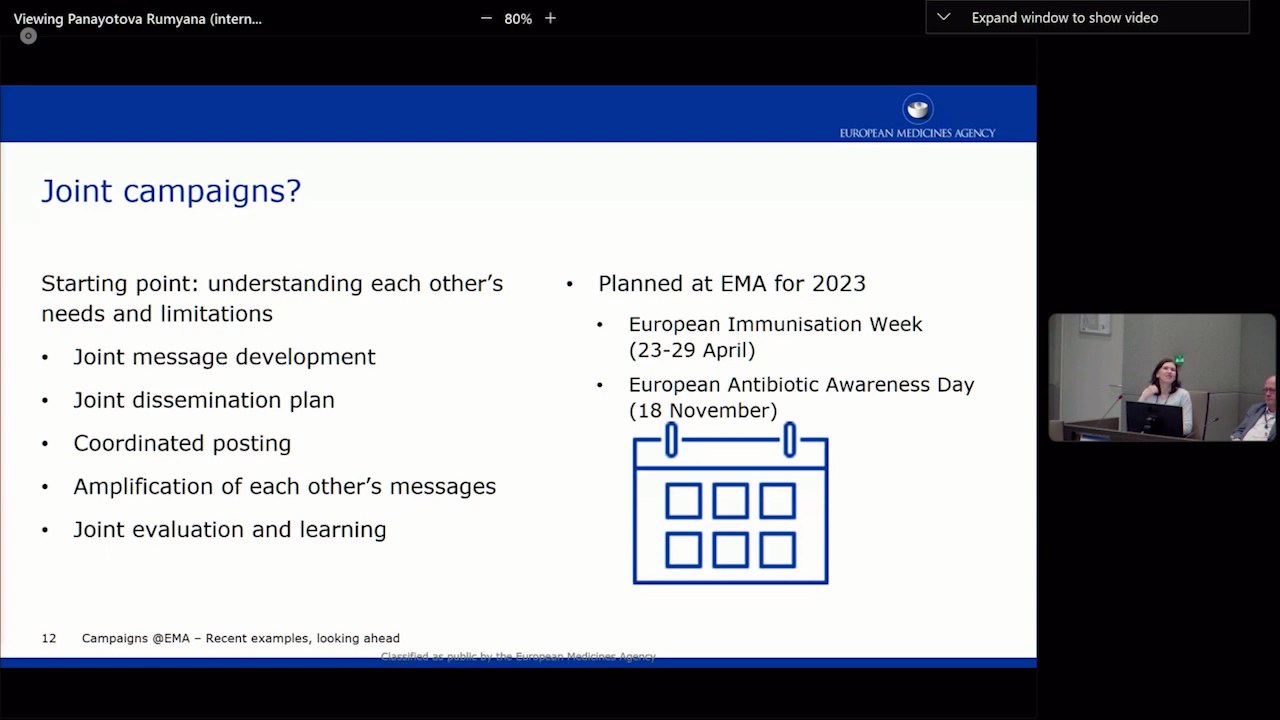 Viewing Panayotova Rumyana (intern...
80%
Expand window to show video
EUROPEAN MEDICINES AGENCY
Joint campaigns?
Starting point: understanding each other’s
needs and limitations
• Joint message development
• Joint dissemination plan
• Coordinated posting
• Amplification of each other’s messages
• Joint evaluation and learning
• Planned at EMA for 2023
• European Immunisation Week
(23-29 April)
• European Antibiotic Awareness Day
(18 November)
12 Campaigns @EMA – Recent examples, looking ahead
Classified as public by the European Medicines Agency